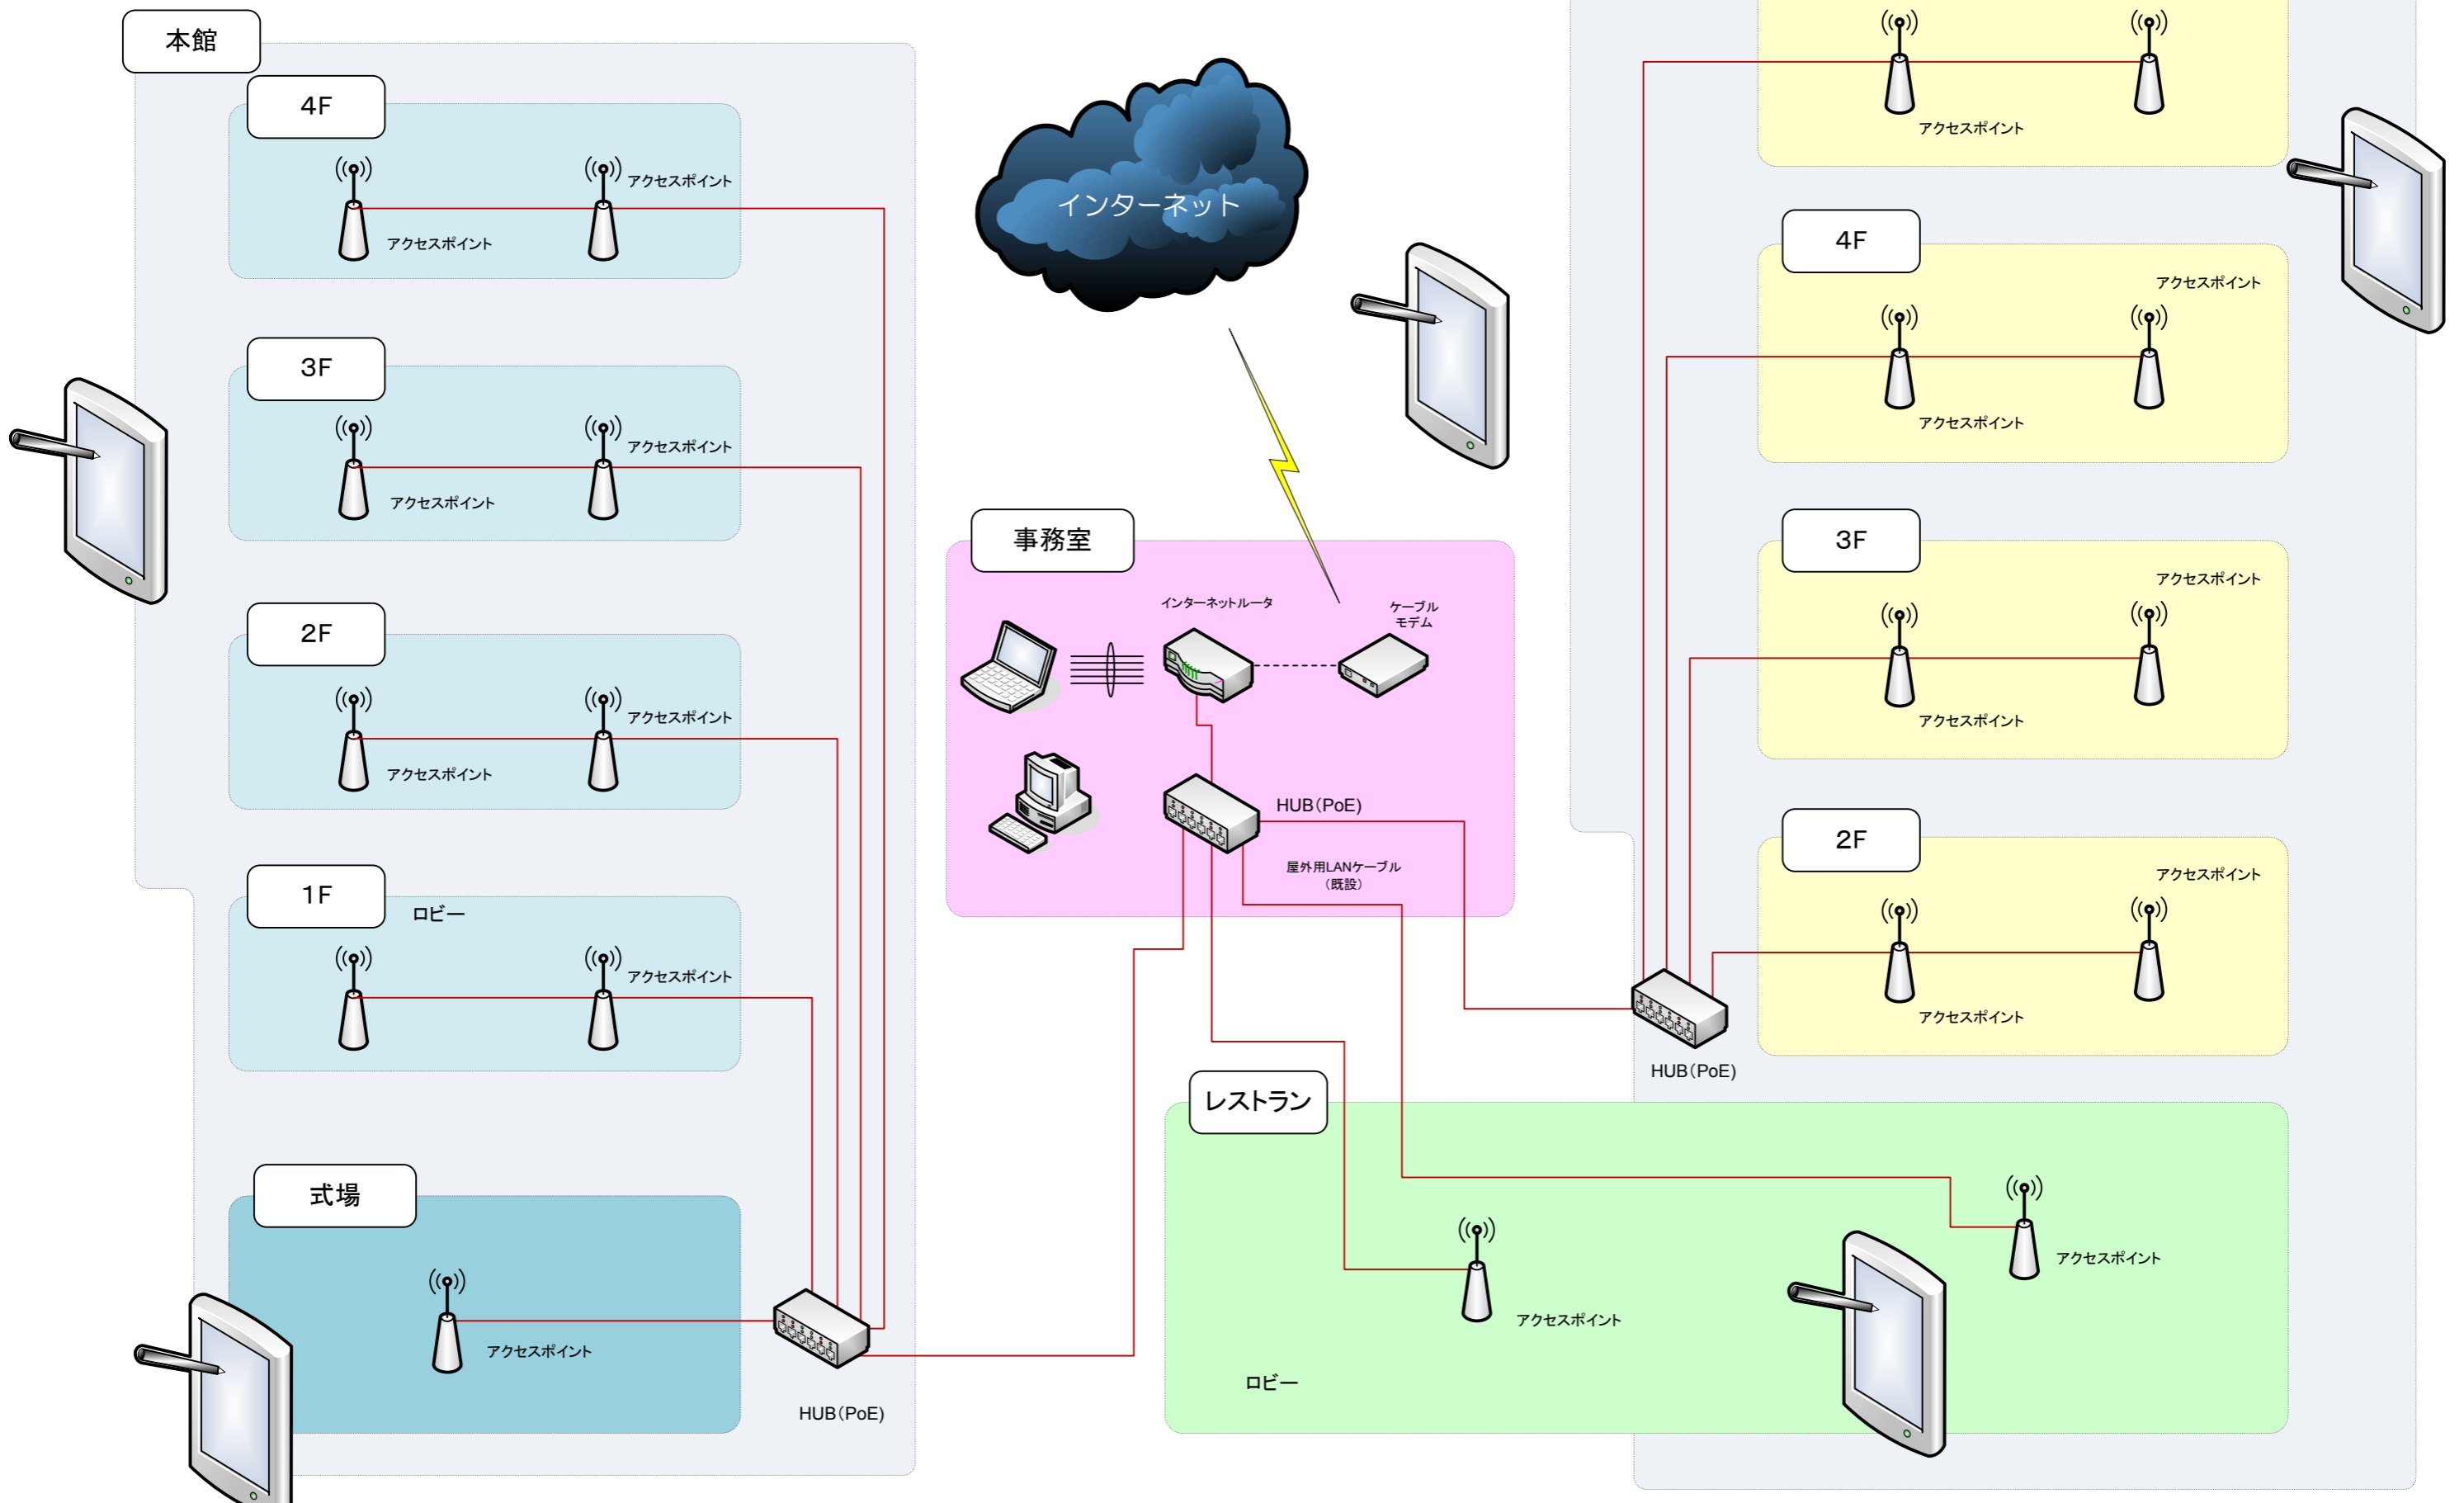 本館
4F
アクセスポイント
アクセスポイント
3F
アクセスポイント
アクセスポイント
2F
アクセスポイント
アクセスポイント
1F
ロビー
アクセスポイント
式場
アクセスポイント
HUB(PoE)
インターネット
事務室
インターネットルータ
ケーブル
モデム
HUB(PoE)
屋外用LANケーブル
(既設)
アクセスポイント
4F
アクセスポイント
アクセスポイント
3F
アクセスポイント
アクセスポイント
2F
アクセスポイント
アクセスポイント
HUB(PoE)
レストラン
アクセスポイント
アクセスポイント
ロビー